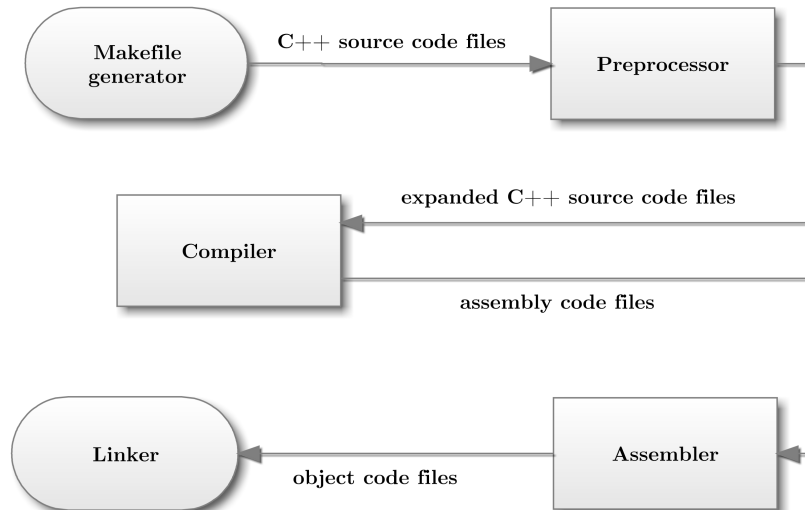 Makefile
generator
C++ source code files
Preprocessor
expanded C++ source code files
Compiler
assembly code files
Linker
object code files
Assembler